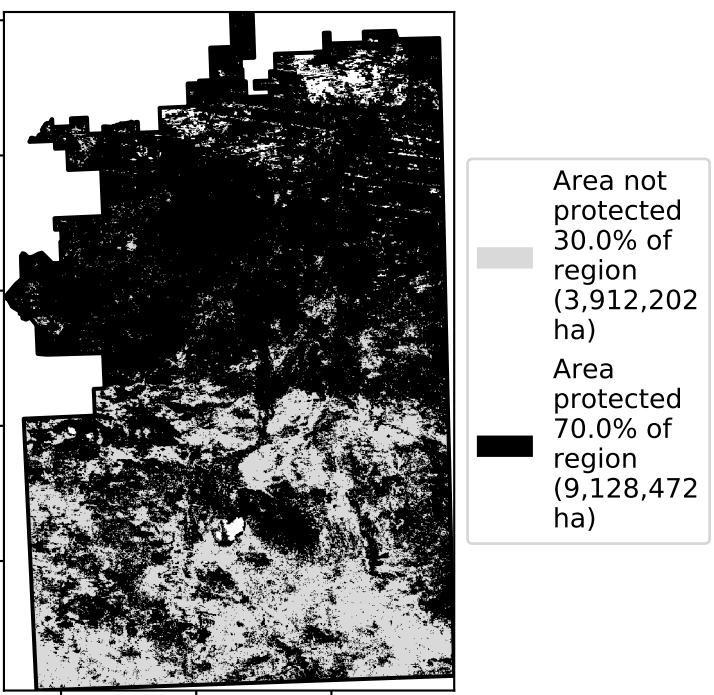 Area not
protected
30.0% of
region
(3,912,202
ha)
Area
protected
70.0% of
region
(9,128,472
ha)